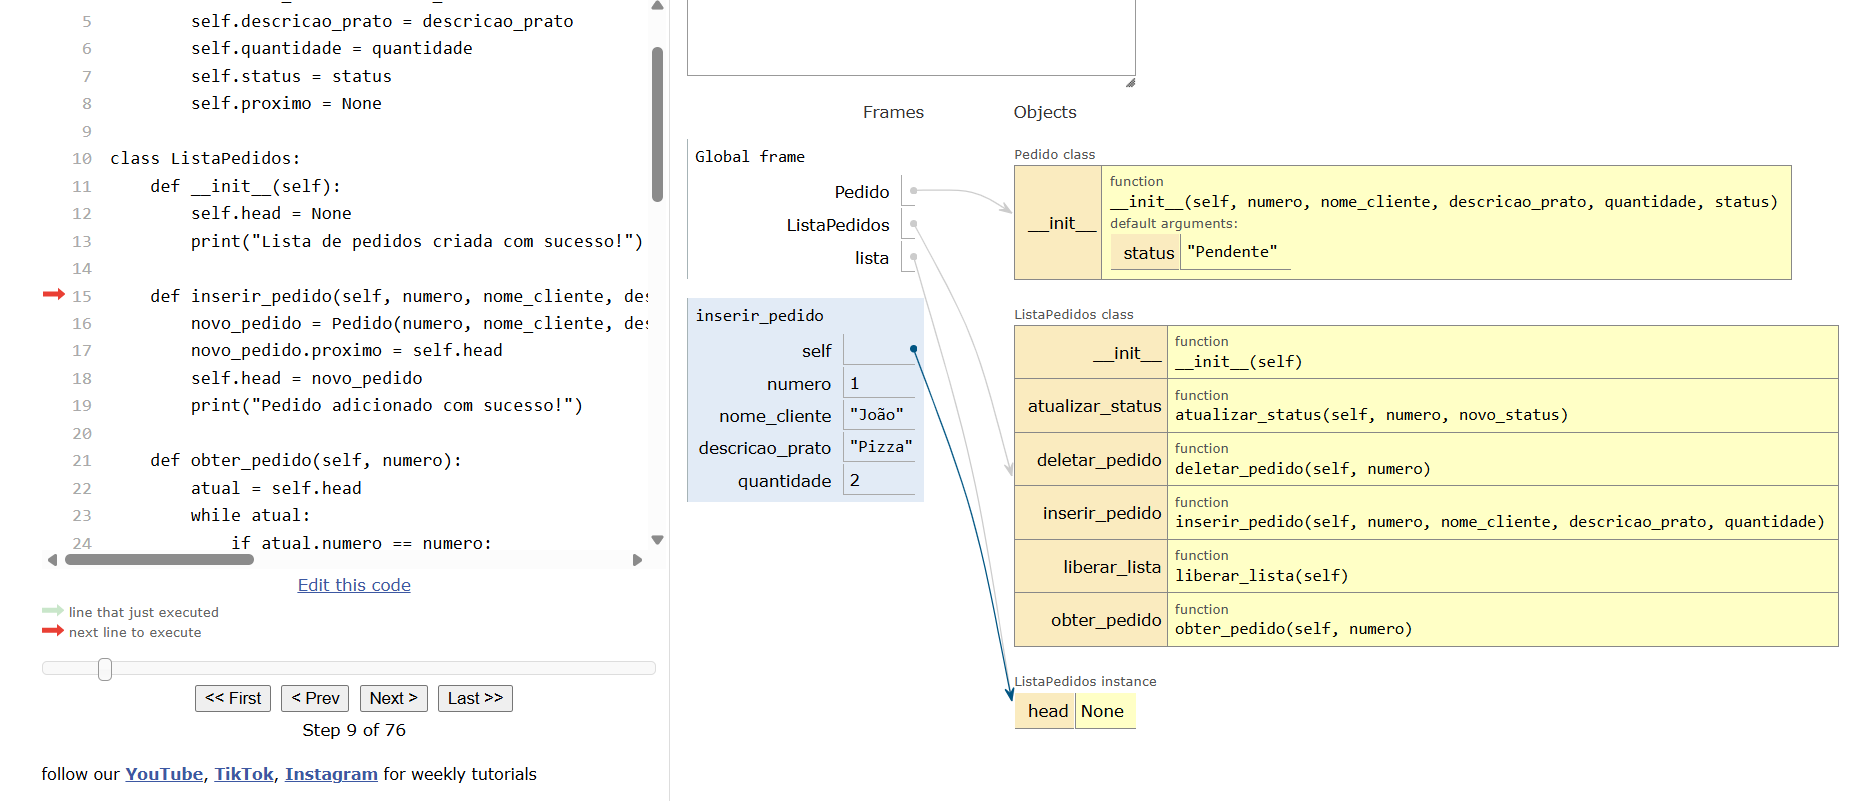 5 self.descricao_prato = descricao_prato
6 self.quantidade = quantidade
7 self.status = status
8 self.proximo = None
9
10 class ListaPedidos:
11 def __init__(self):
12 self.head = None
13 print("Lista de pedidos criada com sucesso!")
14
15 def inserir_pedido(self, numero, nome_cliente, des
16 novo_pedido = Pedido(numero, nome_cliente, des
17 novo_pedido.proximo = self.head
18 self.head = novo_pedido
19 print("Pedido adicionado com sucesso!")
20
21 def obter_pedido(self, numero):
22 atual = self.head
23 while atual:
24 if atual.numero == numero:
Edit this code
line that just executed
next line to execute
<< First < Prev Next > Last >>
Step 9 of 76
follow our YouTube, TikTok, Instagram for weekly tutorials
Frames Objects
Global frame
Pedido
ListaPedidos
lista
inserir_pedido
self
numero 1
nome_cliente "João"
descricao_prato "Pizza"
quantidade 2
Pedido class
__init__
function
__init__(self, numero, nome_cliente, descricao_prato, quantidade, status)
default arguments:
status "Pendente"
ListaPedidos class
__init__
function
__init__(self)
atualizar_status
function
atualizar_status(self, numero, novo_status)
deletar_pedido
function
deletar_pedido(self, numero)
inserir_pedido
function
inserir_pedido(self, numero, nome_cliente, descricao_prato, quantidade)
liberar_lista
function
liberar_lista(self)
obter_pedido
function
obter_pedido(self, numero)
ListaPedidos instance
head None